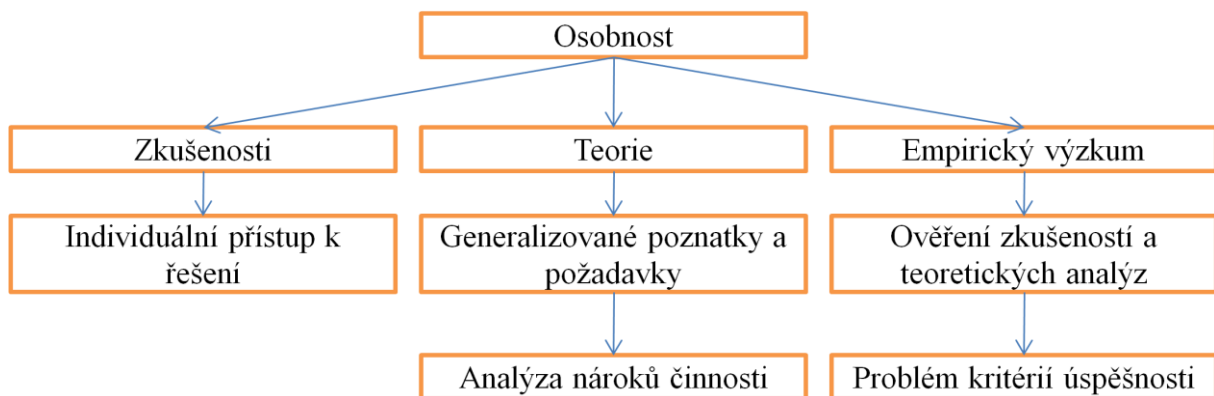 Osobnost
Zkušenosti
Teorie
Empirický výzkum
Individuální přístup k
řešení
Generalizované poznatky a
požadavky
Ověření zkušeností a
teoretických analýz
Analýza nároků činnosti
Problém kritérií úspěšnosti